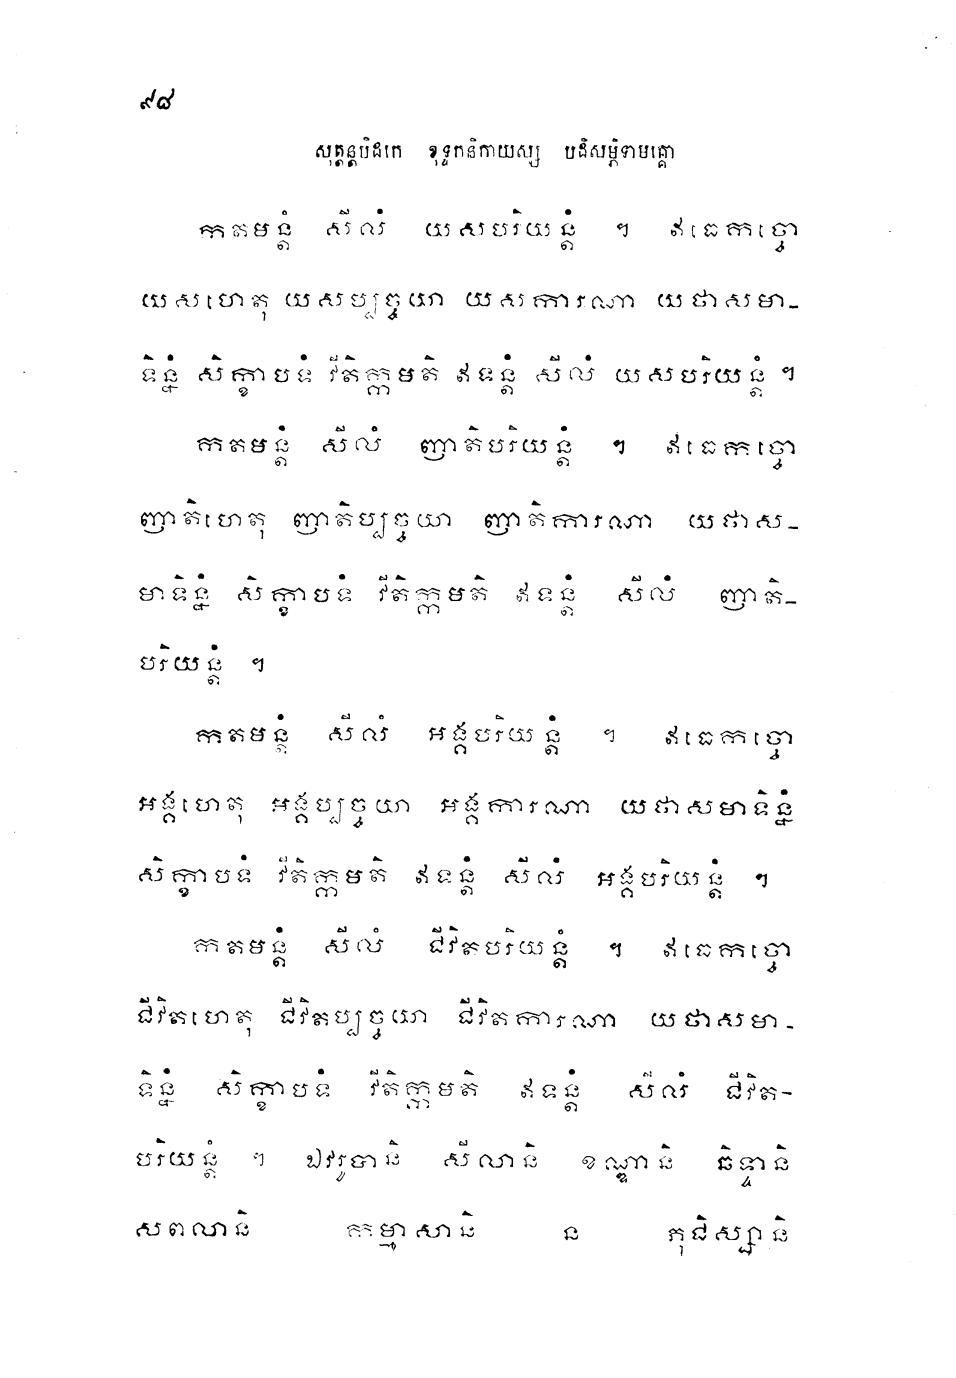 ៩៨
សុត្តន្តបិដកេ ខុទ្ទកនិកាយស្ស បដិសម្ភិទាមគ្គោ
កតមន្តំ សីលំ យសបរិយន្តំ ។ ឥធេកច្ចោ
យសហេតុ យសប្បច្ចយា យសការណា យថាសមា-
ទិន្នំ សិក្ខាបទំ វីតិក្កមតិ ឥទន្តំ សីលំ យសបរិយន្តំ ។
កតមន្តំ សីលំ ញាតិបរិយន្តំ ។ ឥធេកច្ចោ
ញាតិហេតុ ញាតិប្បច្ចយា ញាតិការណា យថាស-
មាទិន្នំ សិក្ខាបទំ វីតិក្កមតិ ឥទន្តំ សីលំ ញាតិ-
បរិយន្តំ ។
កតមន្តំ សីលំ អង្គបរិយន្តំ ។ ឥធេកច្ចោ
អង្គហេតុ អង្គប្បច្ចយា អង្គការណា យថាសមាទិន្នំ
សិក្ខាបទំ វីតិក្កមតិ ឥទន្តំ សីលំ អង្គបរិយន្តំ ។
កតមន្តំ សីលំ ជីវិតបរិយន្តំ ។ ឥធេកច្ចោ
ជីវិតហេតុ ជីវិតប្បច្ចយា ជីវិតការណា យថាសមា-
ទិន្នំ សិក្ខាបទំ វីតិក្កមតិ ឥទន្តំ សីលំ ជីវិត-
បរិយន្តំ ។ ឯវរូបានិ សីលានិ ខណ្ឌានិ ឆិទ្ទានិ
សពលានិ កម្មាសានិ ន ភុជិស្សានិ